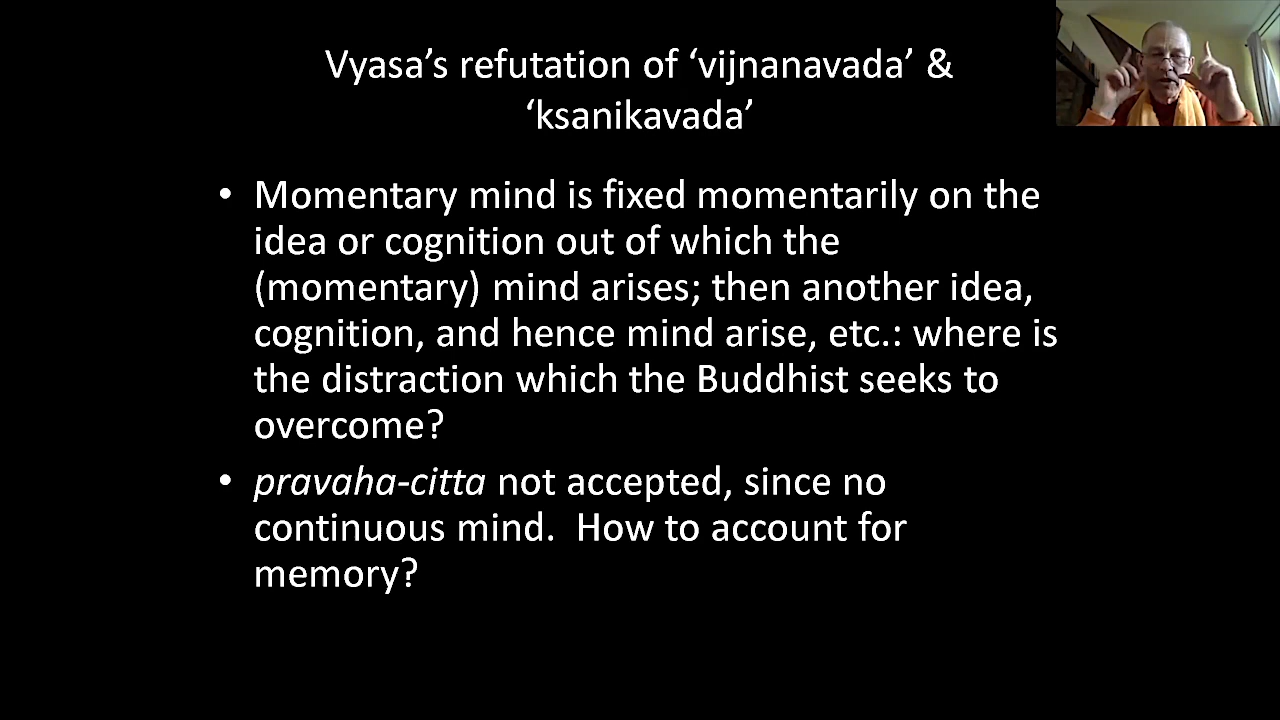 Vyasa’s refutation of ‘vijnanavada’ &
‘ksanikavada’
• Momentary mind is fixed momentarily on the
idea or cognition out of which the
(momentary) mind arises; then another idea,
cognition, and hence mind arise, etc.: where is
the distraction which the Buddhist seeks to
overcome?
• pravaha-citta not accepted, since no
continuous mind.  How to account for
memory?